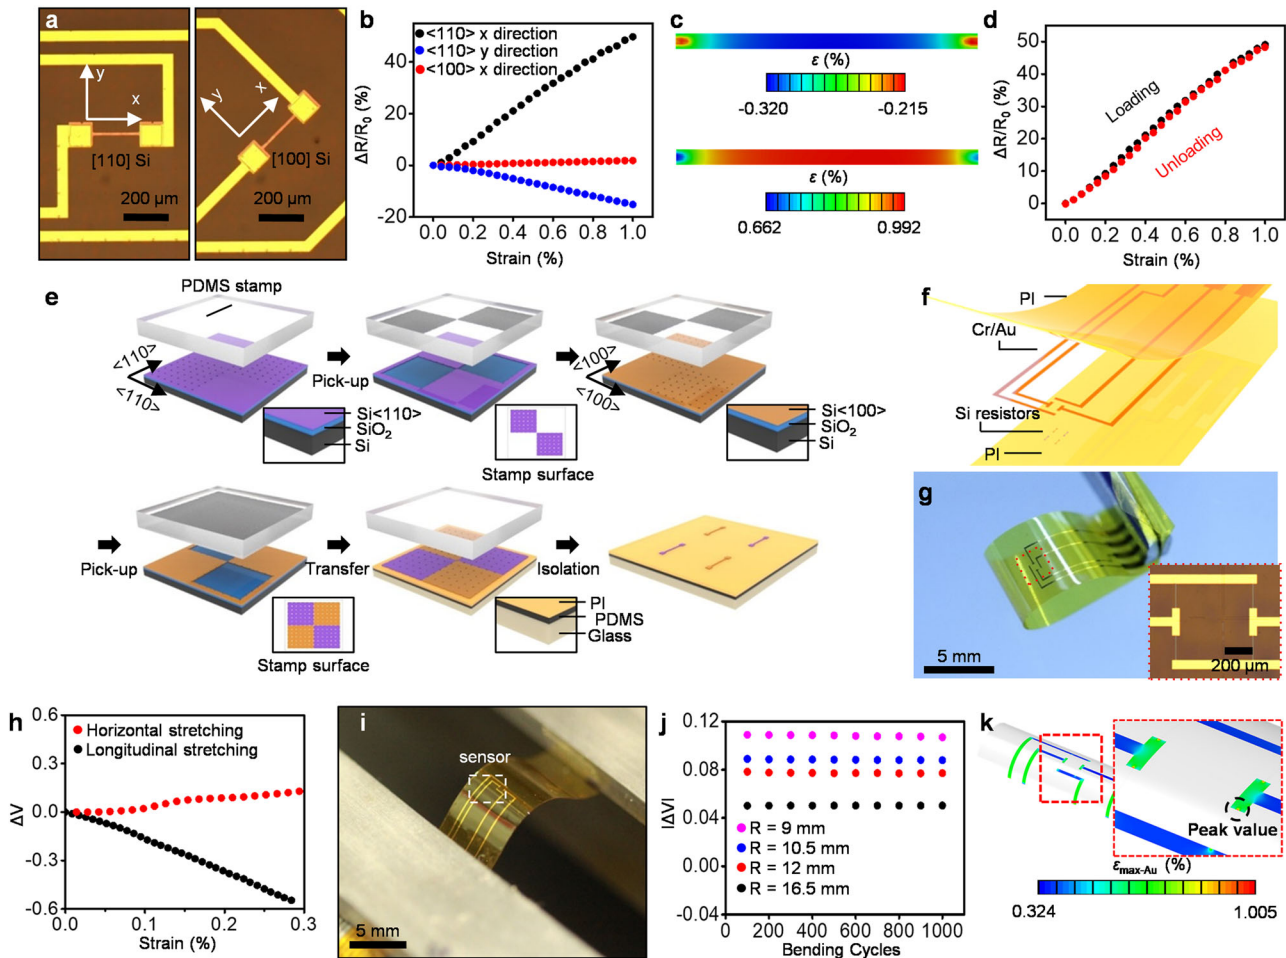 a
y
x
[110] Si
200 μm
y
x
[100] Si
200 μm
b
<110> x direction
<110> y direction
<100> x direction
ΔR/R0 (%)
40
20
0
-20
0.0 0.2 0.4 0.6 0.8 1.0
Strain (%)
c
ε (%)
-0.320 -0.215
ε (%)
0.662 0.992
d
ΔR/R0 (%)
50
40
30
20
10
0
Loading
Unloading
0.0 0.2 0.4 0.6 0.8 1.0
Strain (%)
e
PDMS stamp
<110>
<110>
Pick-up
<100>
<100>
Si<110>
SiO2
Si
Stamp surface
Si<100>
SiO2
Si
Pick-up
Transfer
Isolation
Stamp surface
PI
PDMS
Glass
f
PI
Cr/Au
Si resistors
PI
g
5 mm
200 μm
h
Horizontal stretching
Longitudinal stretching
ΔV
0.6
0.3
0.0
-0.3
-0.6
0.0 0.1 0.2 0.3
Strain (%)
i
sensor
5 mm
j
IΔVI
0.12
0.08
0.04
0.00
-0.04
R = 9 mm
R = 10.5 mm
R = 12 mm
R = 16.5 mm
200 400 600 800 1000
Bending Cycles
k
Peak value
εmax-Au (%)
0.324 1.005